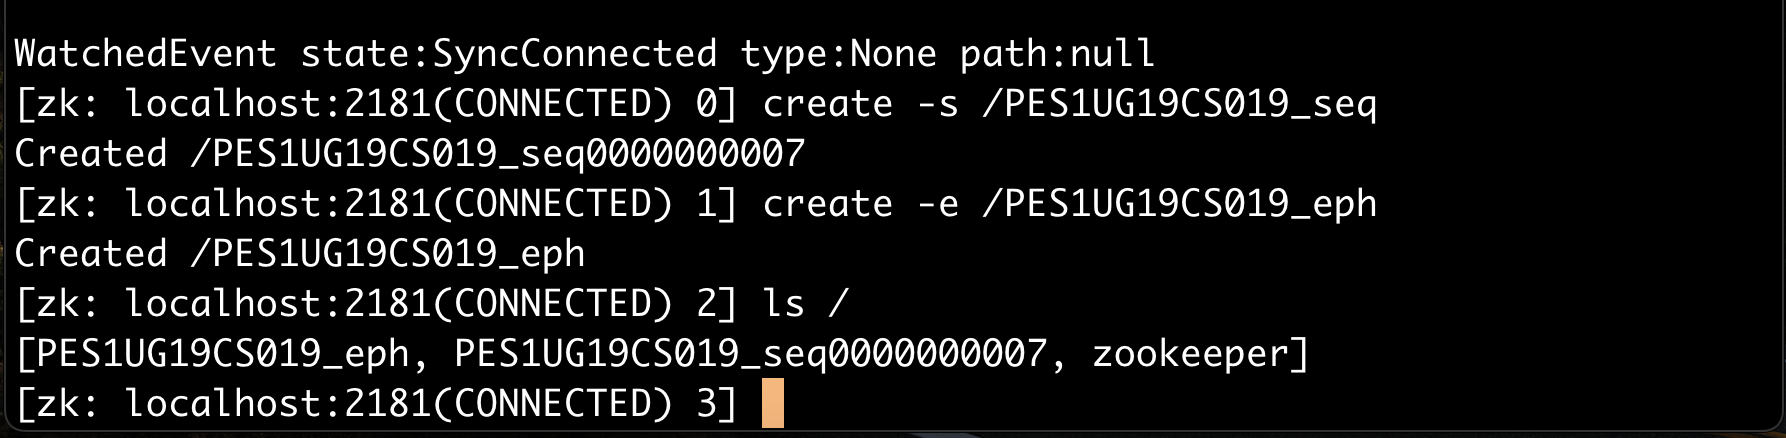 WatchedEvent state:SyncConnected type:None path:null
[zk: localhost:2181(CONNECTED) 0] create -s /PES1UG19CS019_seq
Created /PES1UG19CS019_seq0000000007
[zk: localhost:2181(CONNECTED) 1] create -e /PES1UG19CS019_eph
Created /PES1UG19CS019_eph
[zk: localhost:2181(CONNECTED) 2] ls /
[PES1UG19CS019_eph, PES1UG19CS019_seq0000000007, zookeeper]
[zk: localhost:2181(CONNECTED) 3]